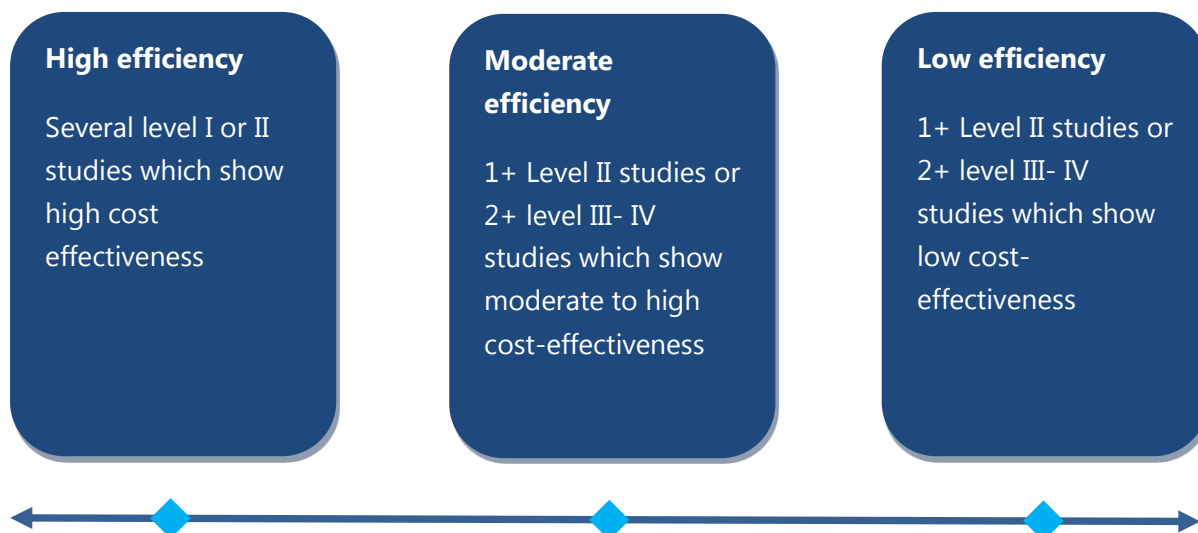 High efficiency
Several level I or II
studies which show
high cost
effectiveness
Moderate
efficiency
1+ Level II studies or
2+ level III- IV
studies which show
moderate to high
cost-effectiveness
Low efficiency
1+ Level II studies or
2+ level III- IV
studies which show
low cost-
effectiveness